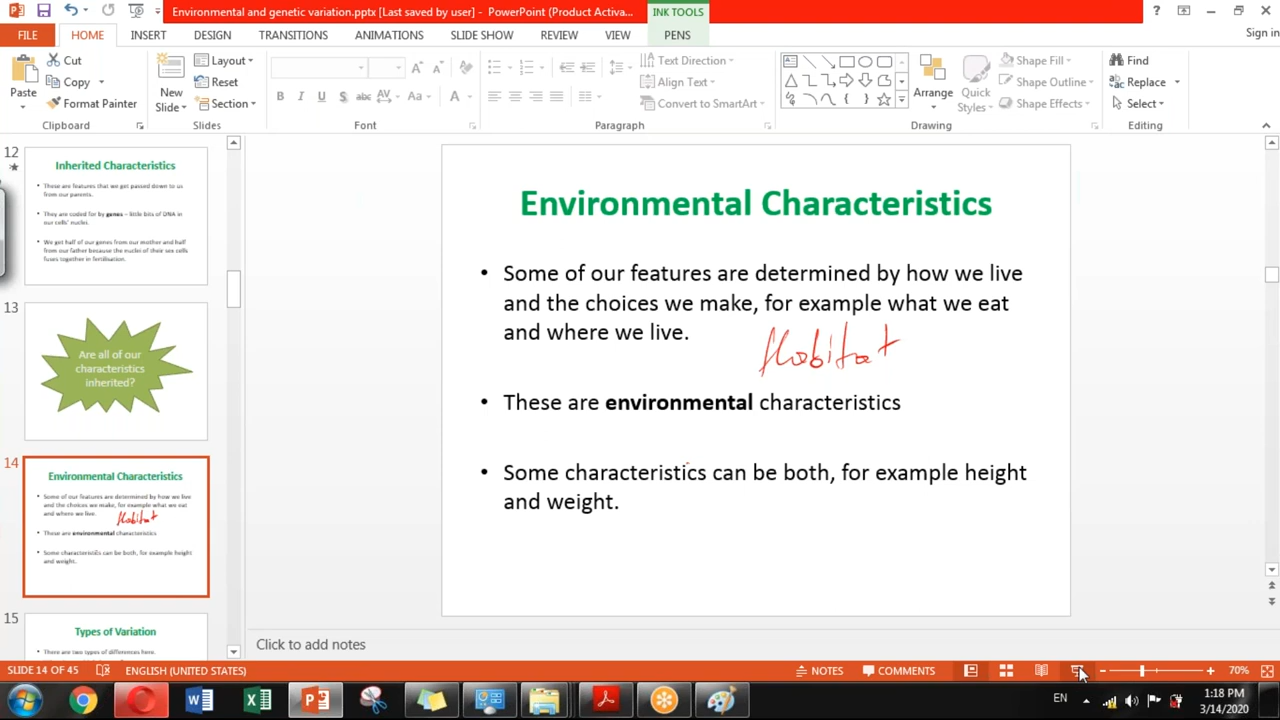 Environmental and genetic variation.pptx [Last saved by user] - PowerPoint (Product Activa...
INK TOOLS
?
FILE
HOME
INSERT
DESIGN
TRANSITIONS
ANIMATIONS
SLIDE SHOW
REVIEW
VIEW
PENS
Sign in
Paste
Cut
Copy
Format Painter
Clipboard
New Slide
Layout
Reset
Section
Slides
B I U S abc AV Aa A
Font
Text Direction
Align Text
Convert to SmartArt
Paragraph
Arrange
Quick Styles
Shape Fill
Shape Outline
Shape Effects
Drawing
Find
Replace
Select
Editing
12
Inherited Characteristics
• These are features that we get passed down to us
from our parents.
• They are coded for by genes – little bits of DNA in
our cells' nuclei.
• We get half of our genes from our mother and half
from our father because the nuclei of their sex cells
fuses together in fertilisation.
13
Are all of our
characteristics
inherited?
14
Environmental Characteristics
• Some of our features are determined by how we live
and the choices we make, for example what we eat
and where we live.
Habitat
• These are environmental characteristics
• Some characteristics can be both, for example height
and weight.
15
Types of Variation
• There are two types of differences here.
Environmental Characteristics
• Some of our features are determined by how we live
and the choices we make, for example what we eat
and where we live.
Habitat
• These are environmental characteristics
• Some characteristics can be both, for example height
and weight.
Click to add notes
SLIDE 14 OF 45
ENGLISH (UNITED STATES)
NOTES
COMMENTS
70%
EN
1:18 PM
3/14/2020